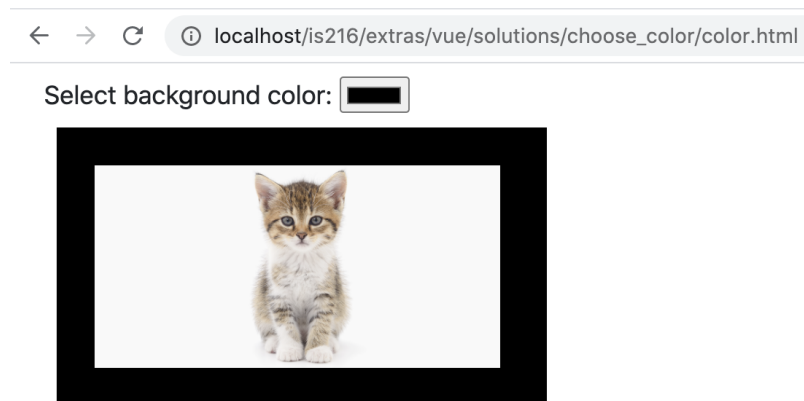 localhost/is216/extras/vue/solutions/choose_color/color.html
Select background color: